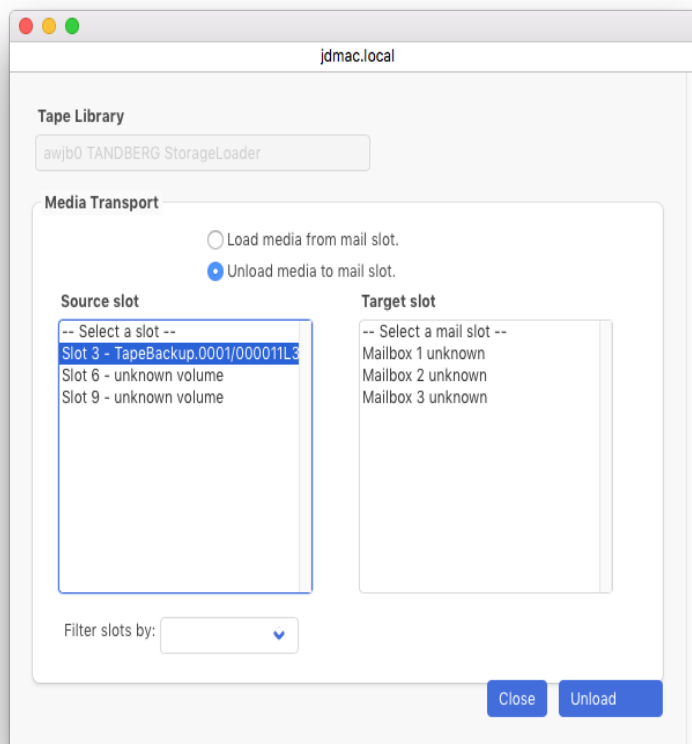 jdmac.local
Tape Library
awjb0 TANDBERG StorageLoader
Media Transport
Load media from mail slot.
Unload media to mail slot.
Source slot
-- Select a slot --
Slot 3 - TapeBackup.0001/000011L3
Slot 6 - unknown volume
Slot 9 - unknown volume
Target slot
-- Select a mail slot --
Mailbox 1 unknown
Mailbox 2 unknown
Mailbox 3 unknown
Filter slots by:
Close
Unload